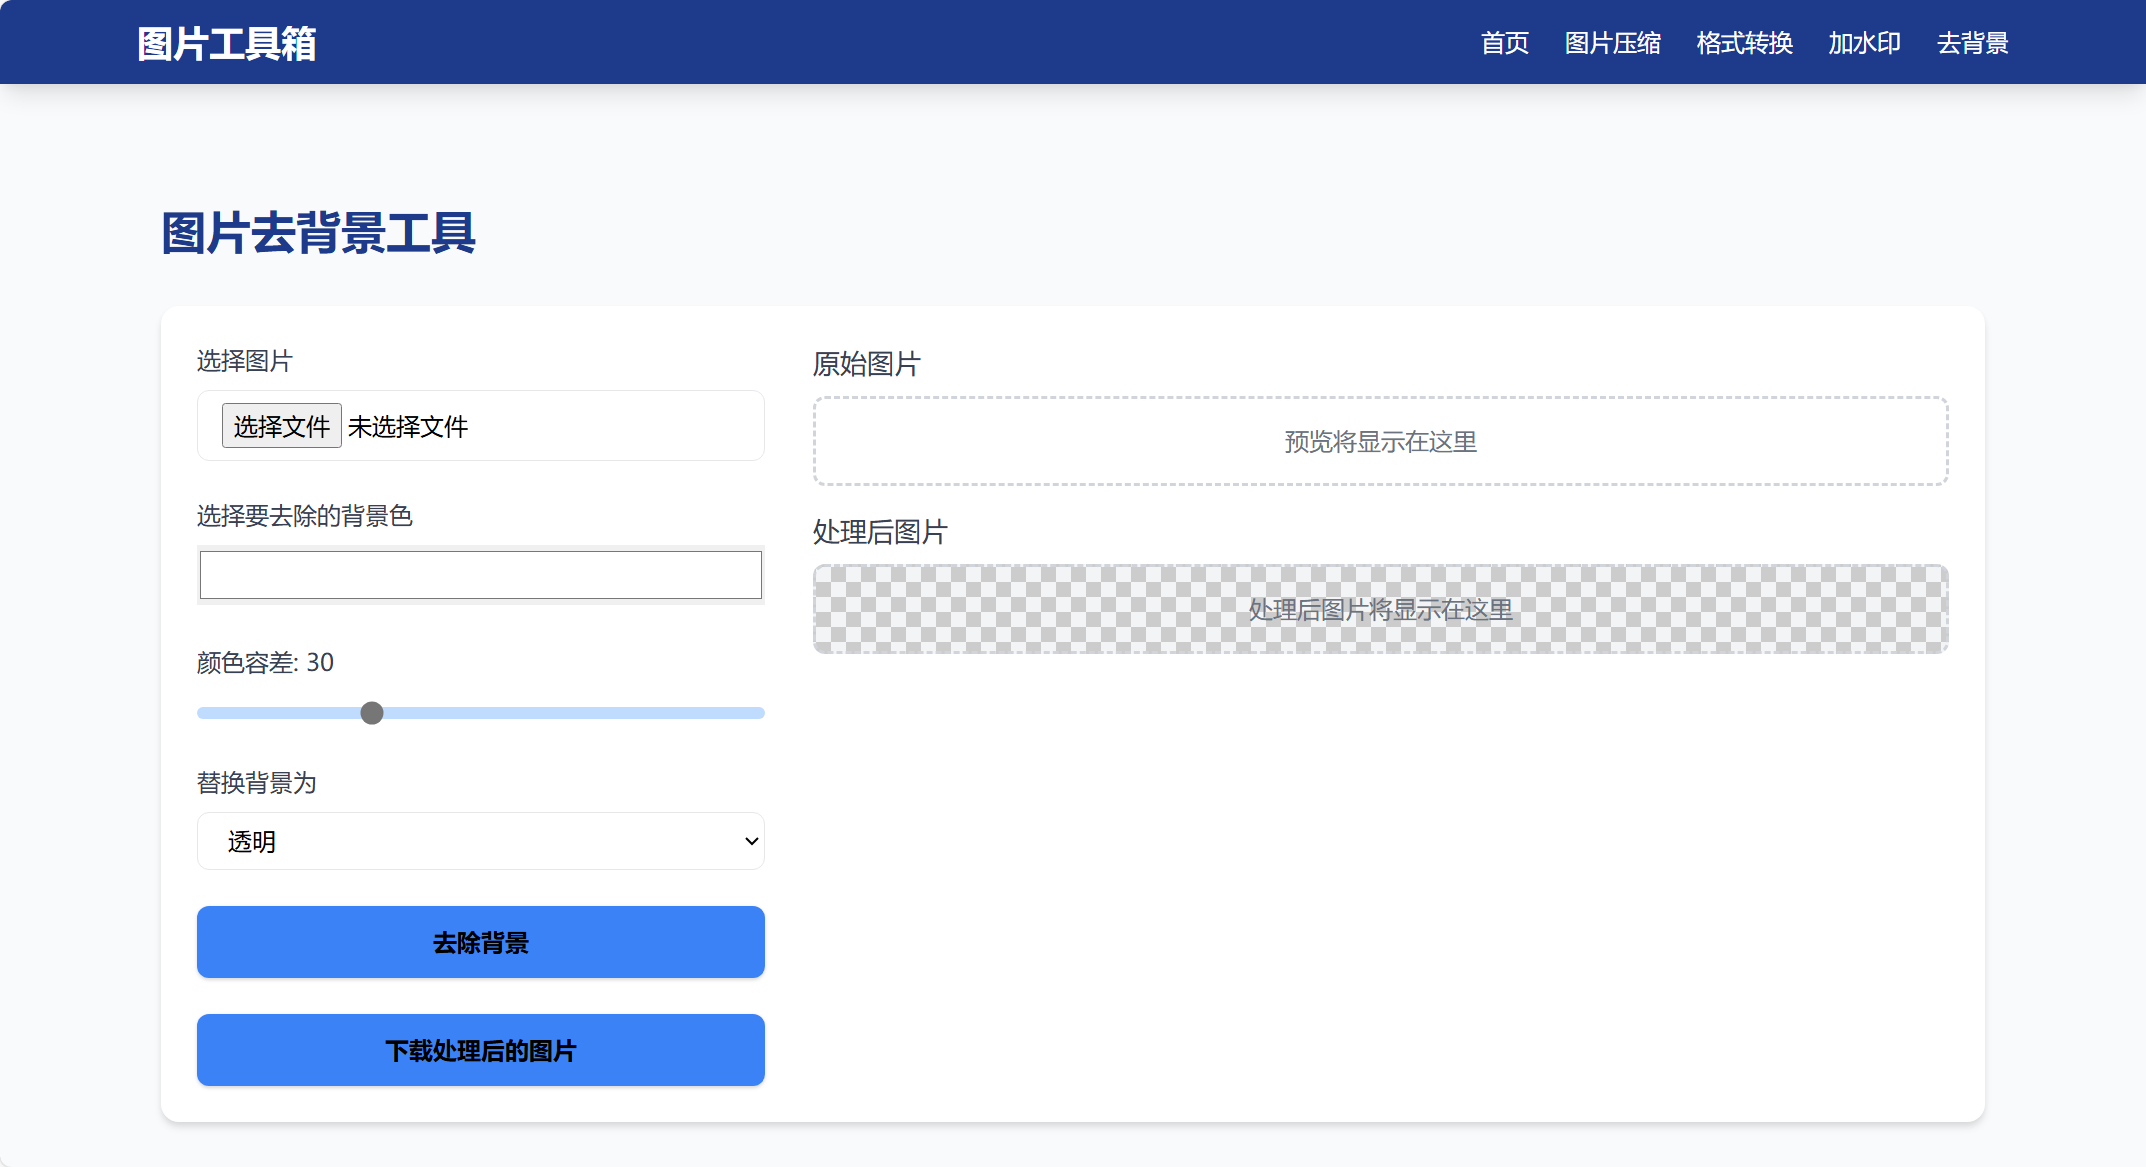 图片工具箱
首页 图片压缩 格式转换 加水印 去背景
图片去背景工具
选择图片
选择文件 未选择文件
选择要去除的背景色
颜色容差: 30
替换背景为
透明
去除背景
下载处理后的图片
原始图片
预览将显示在这里
处理后图片
处理后图片将显示在这里